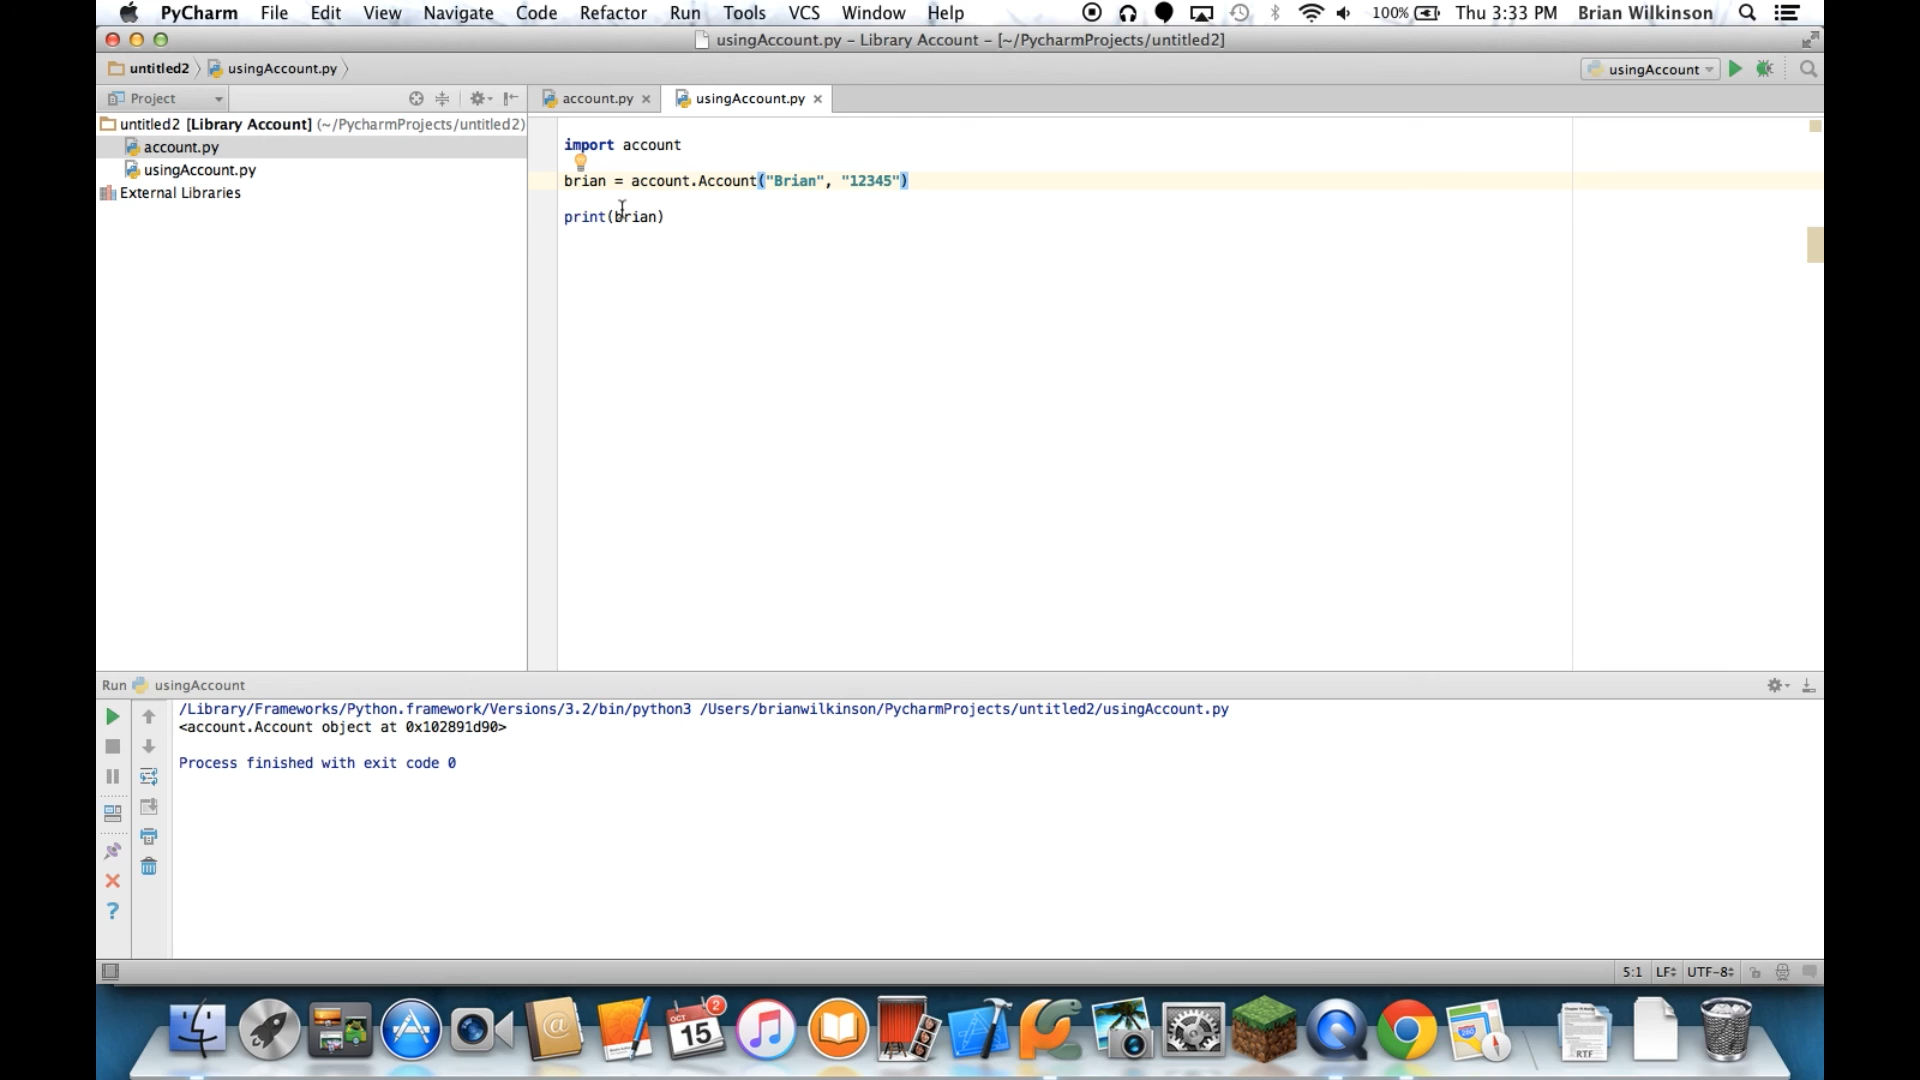 PyCharm File Edit View Navigate Code Refactor Run Tools VCS Window Help 100% Thu 3:33 PM Brian Wilkinson
usingAccount.py – Library Account – [~/PycharmProjects/untitled2]
untitled2 usingAccount.py usingAccount
Project account.py usingAccount.py
untitled2 [Library Account] (~/PycharmProjects/untitled2)
account.py
usingAccount.py
External Libraries
import account
brian = account.Account("Brian", "12345")
print(brian)
Run usingAccount
/Library/Frameworks/Python.framework/Versions/3.2/bin/python3 /Users/brianwilkinson/PycharmProjects/untitled2/usingAccount.py
<account.Account object at 0x102891d90>
Process finished with exit code 0
?
5:1 LF UTF-8
OCT
15
2
@
280
RTF